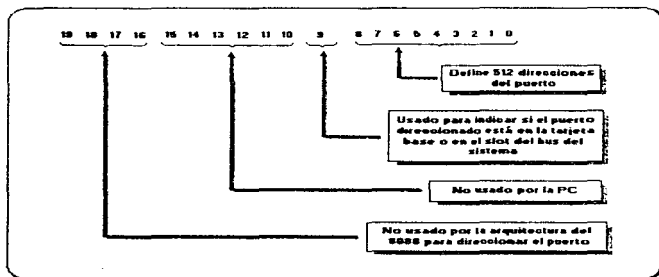 19 18 17 16 15 14 13 12 11 10 9 8 7 6 5 4 3 2 1 0
Define 512 direcciones
del puerto
Usado para indicar si el puerto
direccionado está en la tarjeta
base o en el slot del bus del
sistema
No usado por la PC
No usado por la arquitectura del
8088 para direccionar el puerto